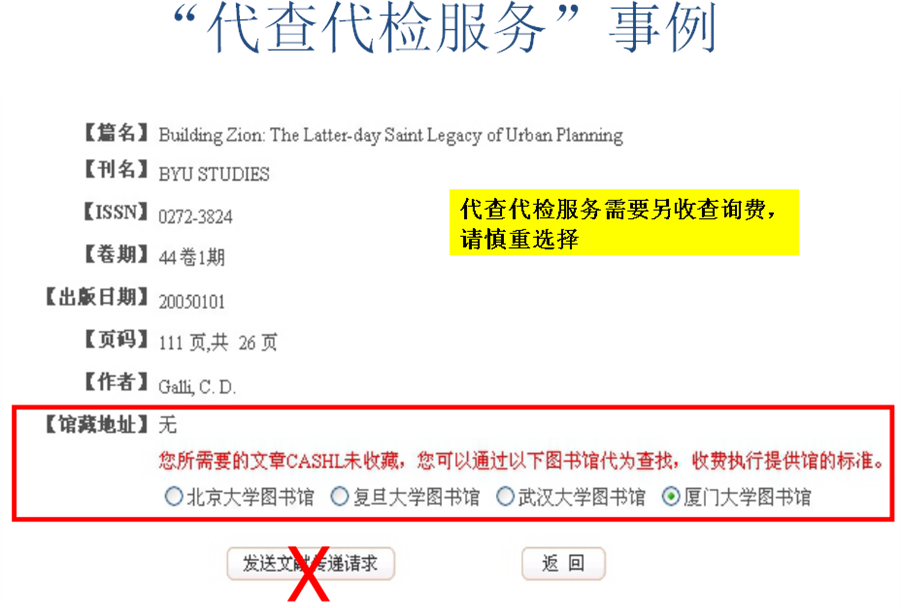 “代查代检服务”事例
【篇名】 Building Zion: The Latter-day Saint Legacy of Urban Planning
【刊名】 BYU STUDIES
【ISSN】 0272-3824
代查代检服务需要另收查询费，
请慎重选择
【卷期】 44卷1期
【出版日期】 20050101
【页码】 111 页,共 26 页
【作者】 Galli, C. D.
【馆藏地址】 无
您所需要的文章CASHL未收藏，您可以通过以下图书馆代为查找，收费执行提供馆的标准。
北京大学图书馆 复旦大学图书馆 武汉大学图书馆 厦门大学图书馆
发送文献传递请求 返 回